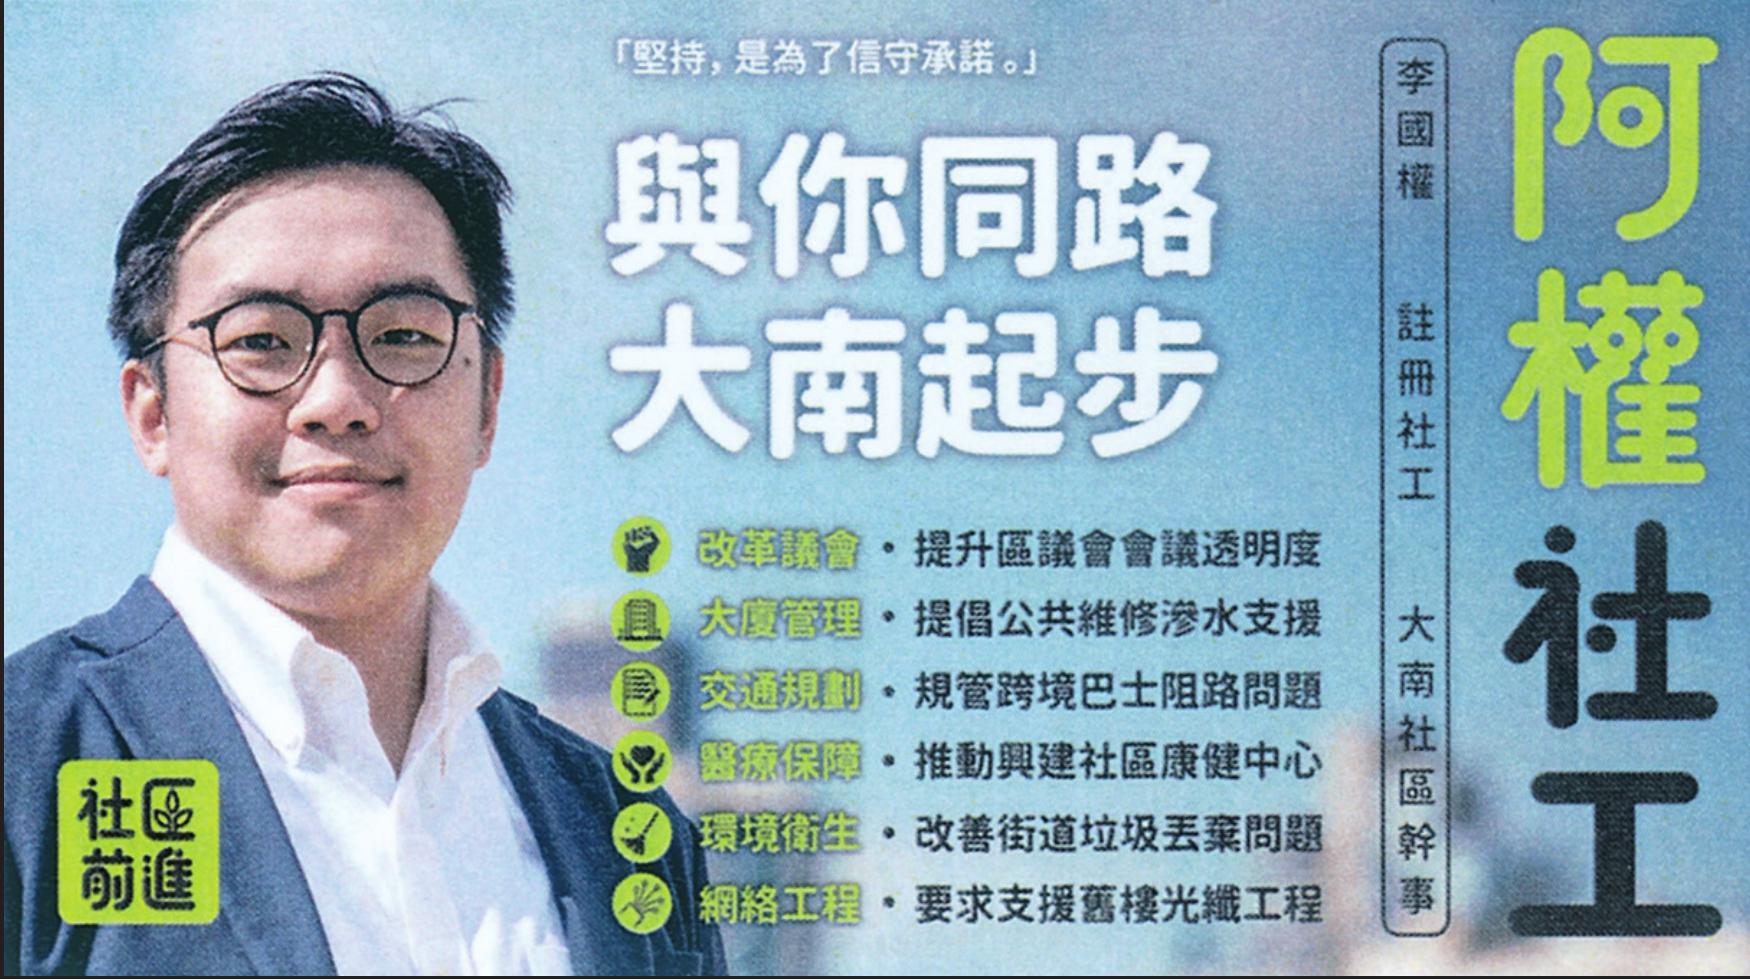 「堅持，是為了信守承諾。」
與你同路
大南起步
改革議會・提升區議會會議透明度
大廈管理・提倡公共維修滲水支援
交通規劃・規管跨境巴士阻路問題
醫療保障・推動興建社區康健中心
環境衛生・改善街道垃圾丟棄問題
網絡工程・要求支援舊樓光纖工程
李國權 註冊社工 大南社區幹事
阿權社工
社區
前進